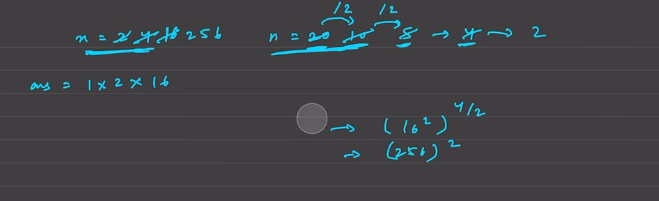 /2 /2
x = 2 4 16 256 n = 20 10 5 → 4 → 2
ans = 1 x 2 x 16
→ (16²)^4/2
→ (256)²